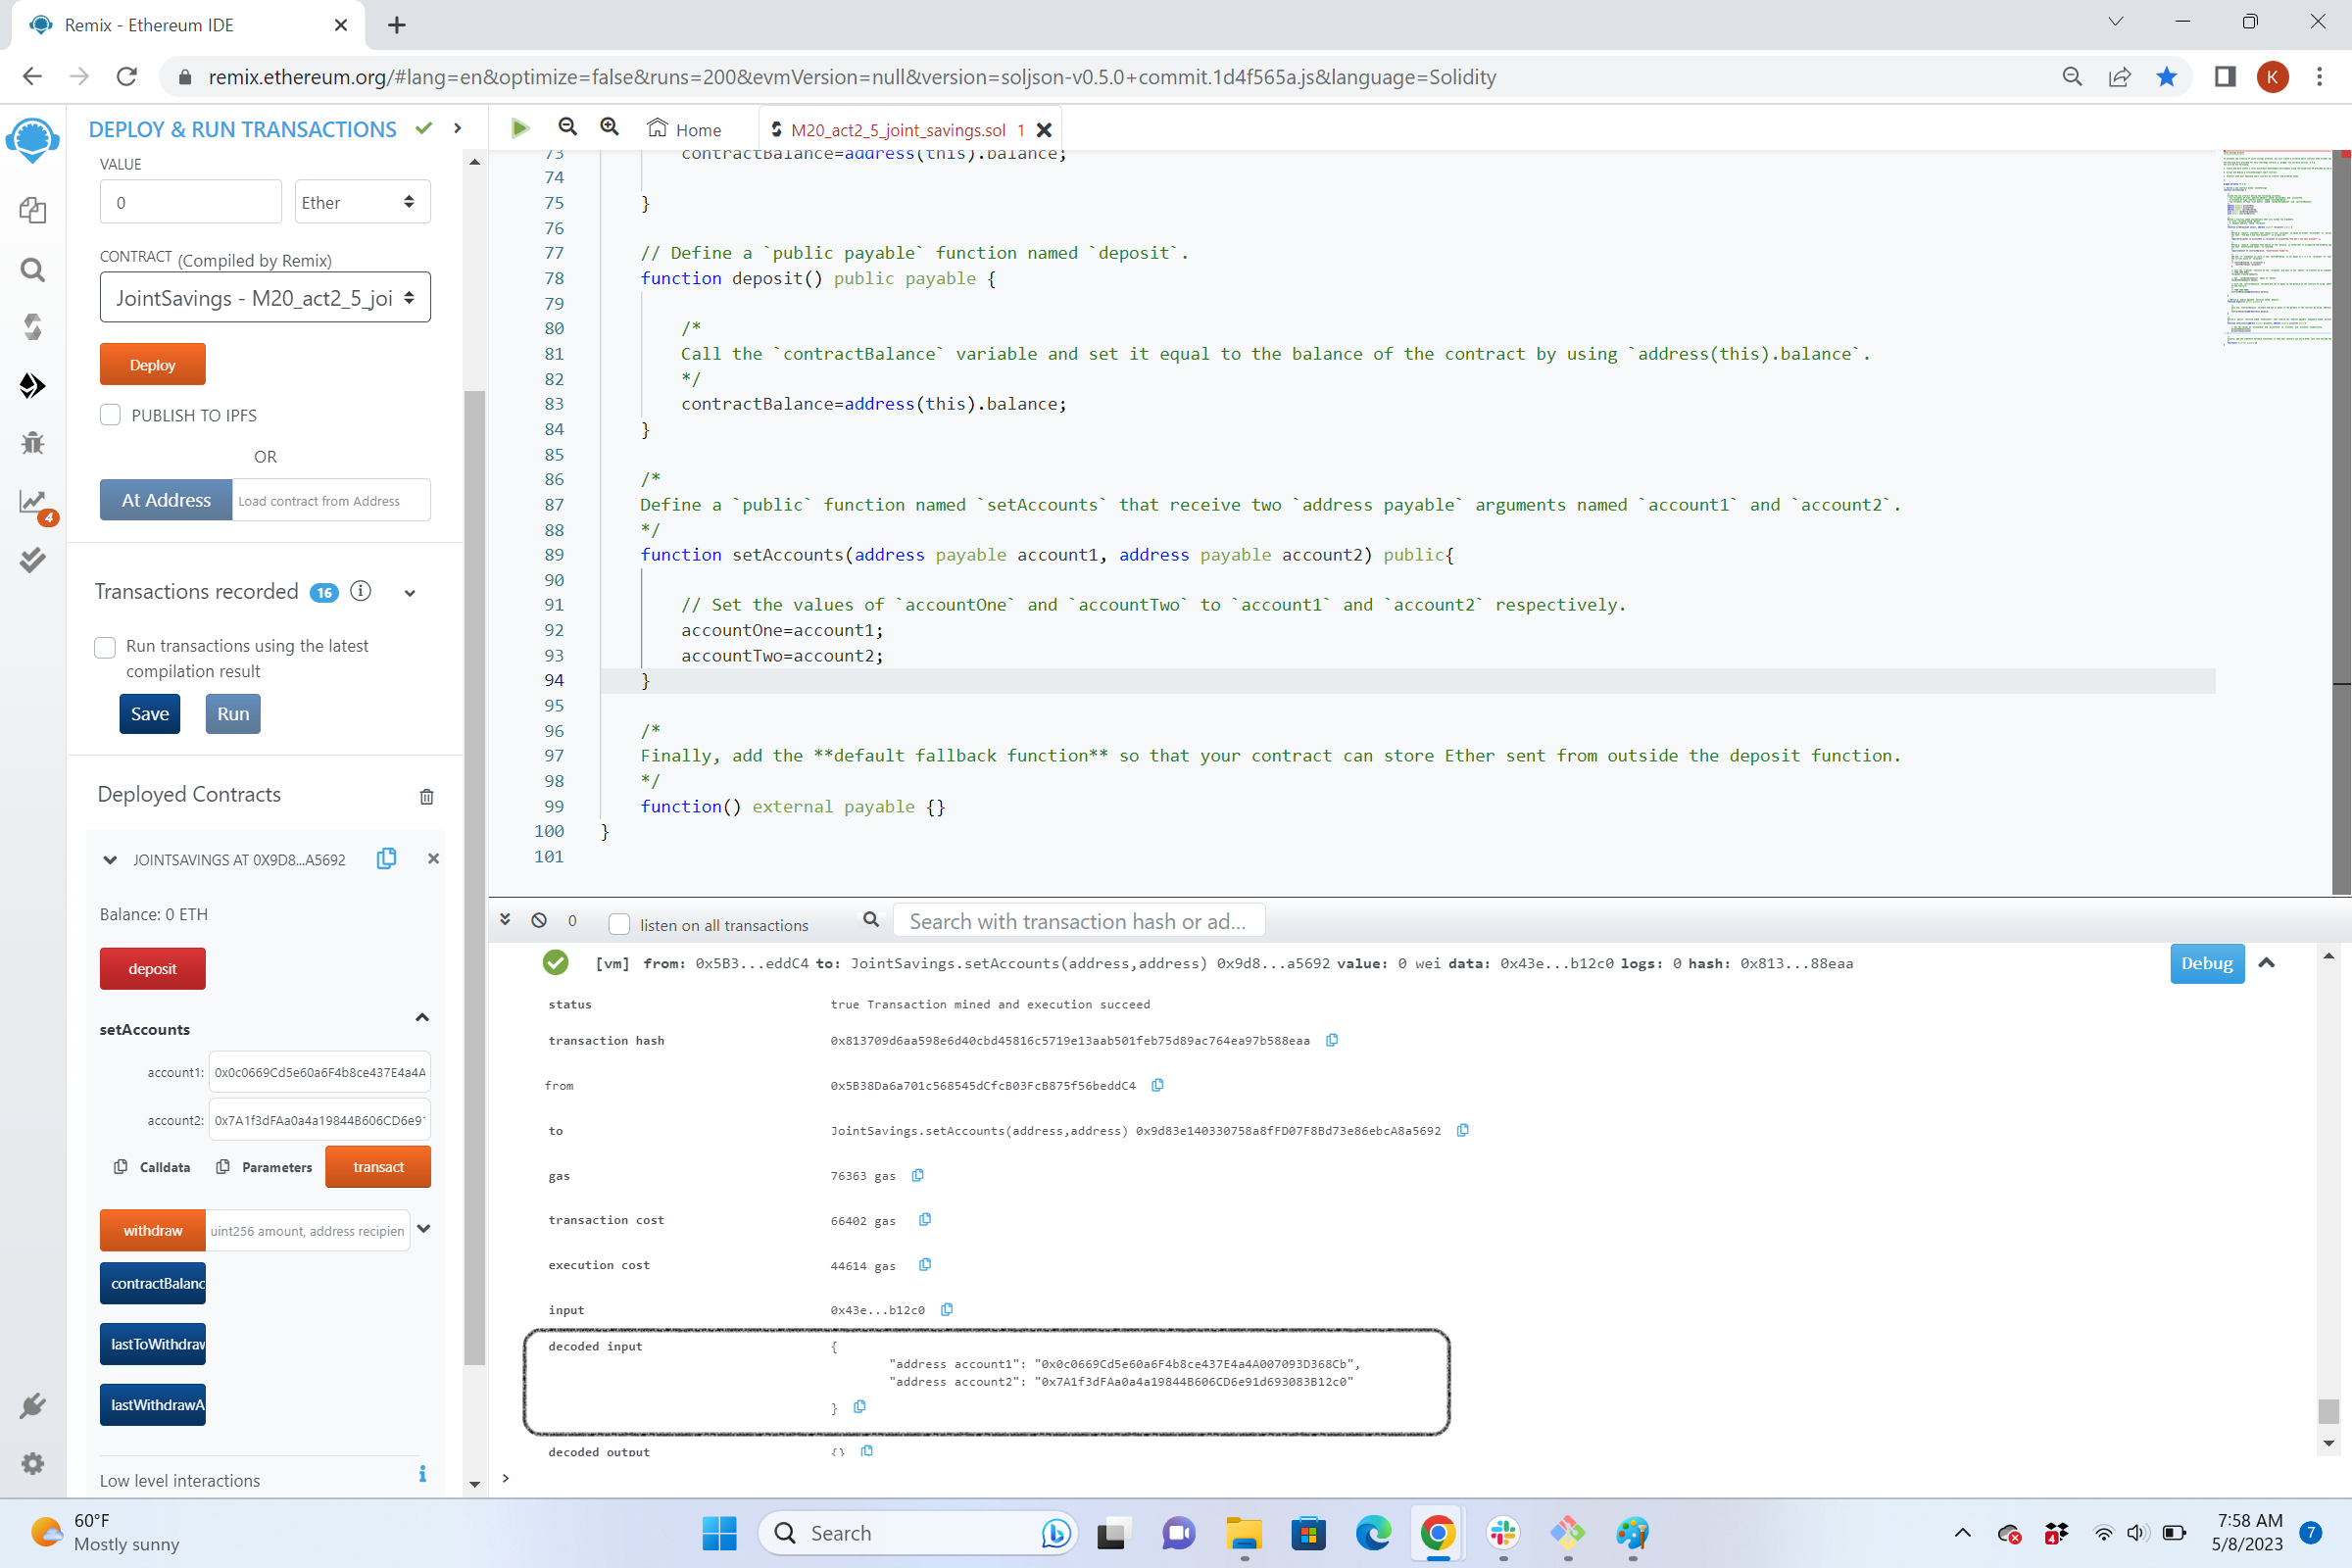 Remix - Ethereum IDE
remix.ethereum.org/#lang=en&optimize=false&runs=200&evmVersion=null&version=soljson-v0.5.0+commit.1d4f565a.js&language=Solidity
K
DEPLOY & RUN TRANSACTIONS
VALUE
0
Ether
CONTRACT (Compiled by Remix)
JointSavings - M20_act2_5_joi
Deploy
PUBLISH TO IPFS
OR
At Address
Load contract from Address
4
Transactions recorded 16 i
Run transactions using the latest
compilation result
Save
Run
Deployed Contracts
JOINTSAVINGS AT 0X9D8...A5692
Balance: 0 ETH
deposit
setAccounts
account1: 0x0c0669Cd5e60a6F4b8ce437E4a4A
account2: 0x7A1f3dFAa0a4a19844B606CD6e91
Calldata
Parameters
transact
withdraw
uint256 amount, address recipien
contractBalanc
lastToWithdraw
lastWithdrawA
Low level interactions
i
Home
M20_act2_5_joint_savings.sol 1
73 contractBalance=address(this).balance;
74
75 }
76
77 // Define a `public payable` function named `deposit`.
78 function deposit() public payable {
79
80 /*
81 Call the `contractBalance` variable and set it equal to the balance of the contract by using `address(this).balance`.
82 */
83 contractBalance=address(this).balance;
84 }
85
86 /*
87 Define a `public` function named `setAccounts` that receive two `address payable` arguments named `account1` and `account2`.
88 */
89 function setAccounts(address payable account1, address payable account2) public{
90
91 // Set the values of `accountOne` and `accountTwo` to `account1` and `account2` respectively.
92 accountOne=account1;
93 accountTwo=account2;
94 }
95
96 /*
97 Finally, add the **default fallback function** so that your contract can store Ether sent from outside the deposit function.
98 */
99 function() external payable {}
100 }
101
0
listen on all transactions
Search with transaction hash or ad...
[vm] from: 0x5B3...eddC4 to: JointSavings.setAccounts(address,address) 0x9d8...a5692 value: 0 wei data: 0x43e...b12c0 logs: 0 hash: 0x813...88eaa
Debug
status true Transaction mined and execution succeed
transaction hash 0x813709d6aa598e6d40cbd45816c5719e13aab501feb75d89ac764ea97b588eaa
from 0x5B38Da6a701c568545dCfcB03FcB875f56beddC4
to JointSavings.setAccounts(address,address) 0x9d83e140330758a8fFD07F8Bd73e86ebcA8a5692
gas 76363 gas
transaction cost 66402 gas
execution cost 44614 gas
input 0x43e...b12c0
decoded input {
"address account1": "0x0c0669Cd5e60a6F4b8ce437E4a4A007093D368Cb",
"address account2": "0x7A1f3dFAa0a4a19844B606CD6e91d693083B12c0"
}
decoded output {}
>
60°F
Mostly sunny
Search
4
7:58 AM
5/8/2023
7